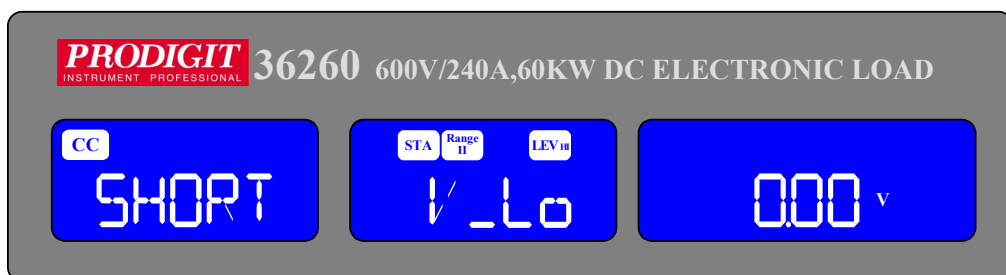 PRODIGIT
INSTRUMENT PROFESSIONAL
36260 600V/240A,60KW DC ELECTRONIC LOAD
CC
SHORT
STA Range II LEV HI
V_Lo
0.00 V